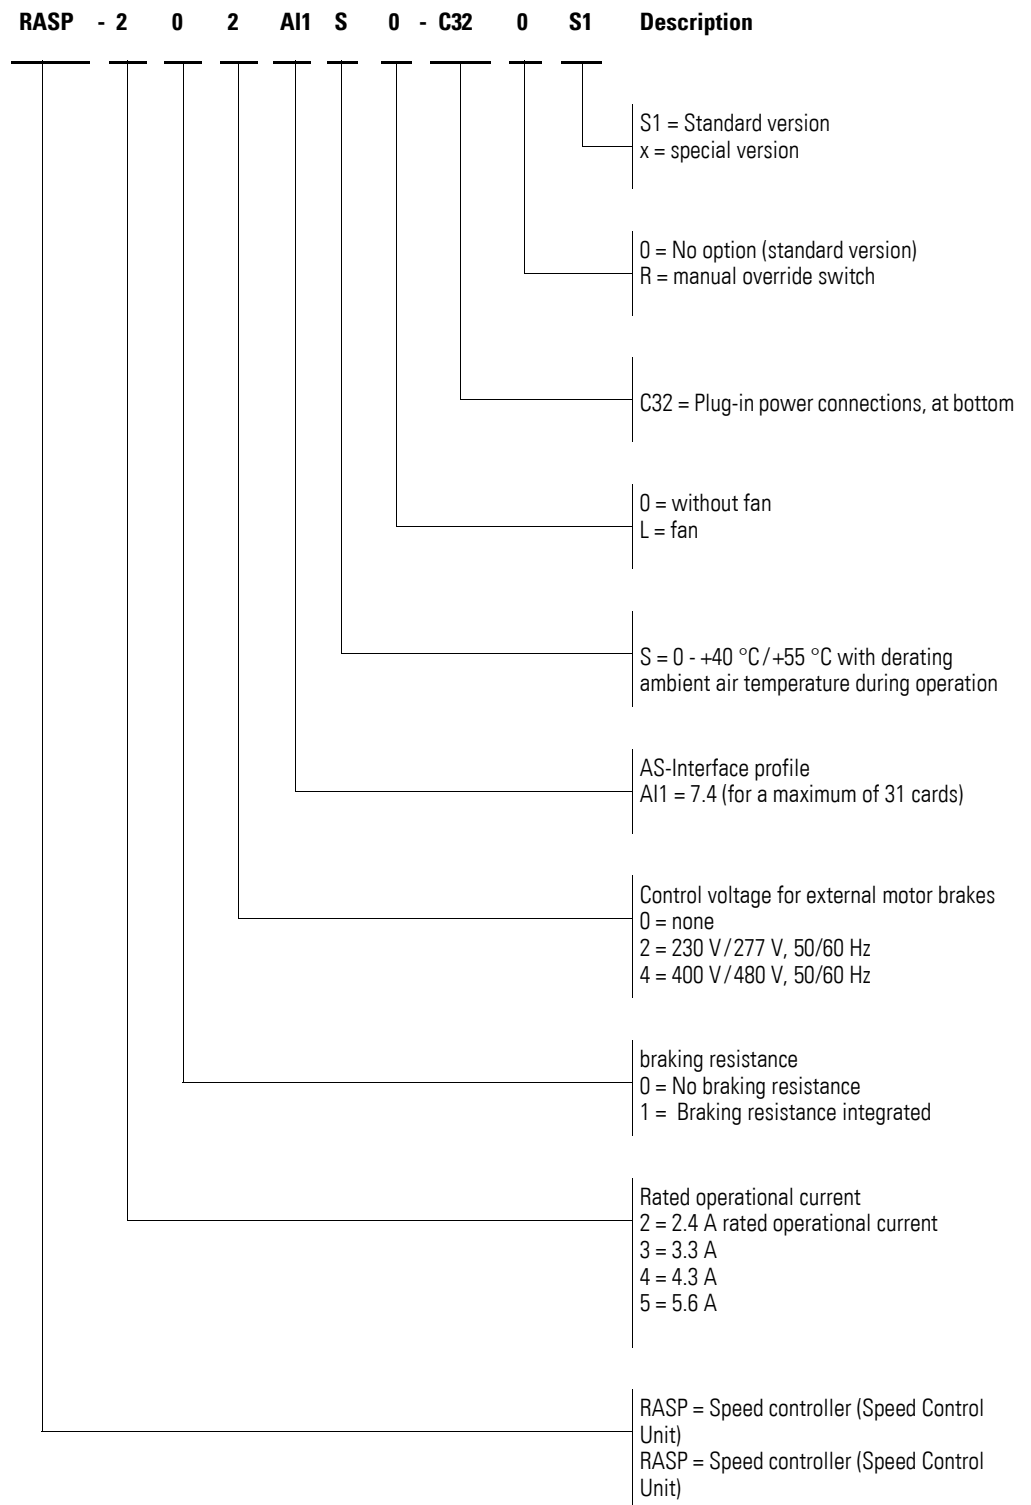 RASP - 2 0 2 AI1 S 0 - C32 0 S1 Description
S1 = Standard version
x = special version
0 = No option (standard version)
R = manual override switch
C32 = Plug-in power connections, at bottom
0 = without fan
L = fan
S = 0 - +40 °C/+55 °C with derating
ambient air temperature during operation
AS-Interface profile
AI1 = 7.4 (for a maximum of 31 cards)
Control voltage for external motor brakes
0 = none
2 = 230 V/277 V, 50/60 Hz
4 = 400 V/480 V, 50/60 Hz
braking resistance
0 = No braking resistance
1 = Braking resistance integrated
Rated operational current
2 = 2.4 A rated operational current
3 = 3.3 A
4 = 4.3 A
5 = 5.6 A
RASP = Speed controller (Speed Control
Unit)
RASP = Speed controller (Speed Control
Unit)